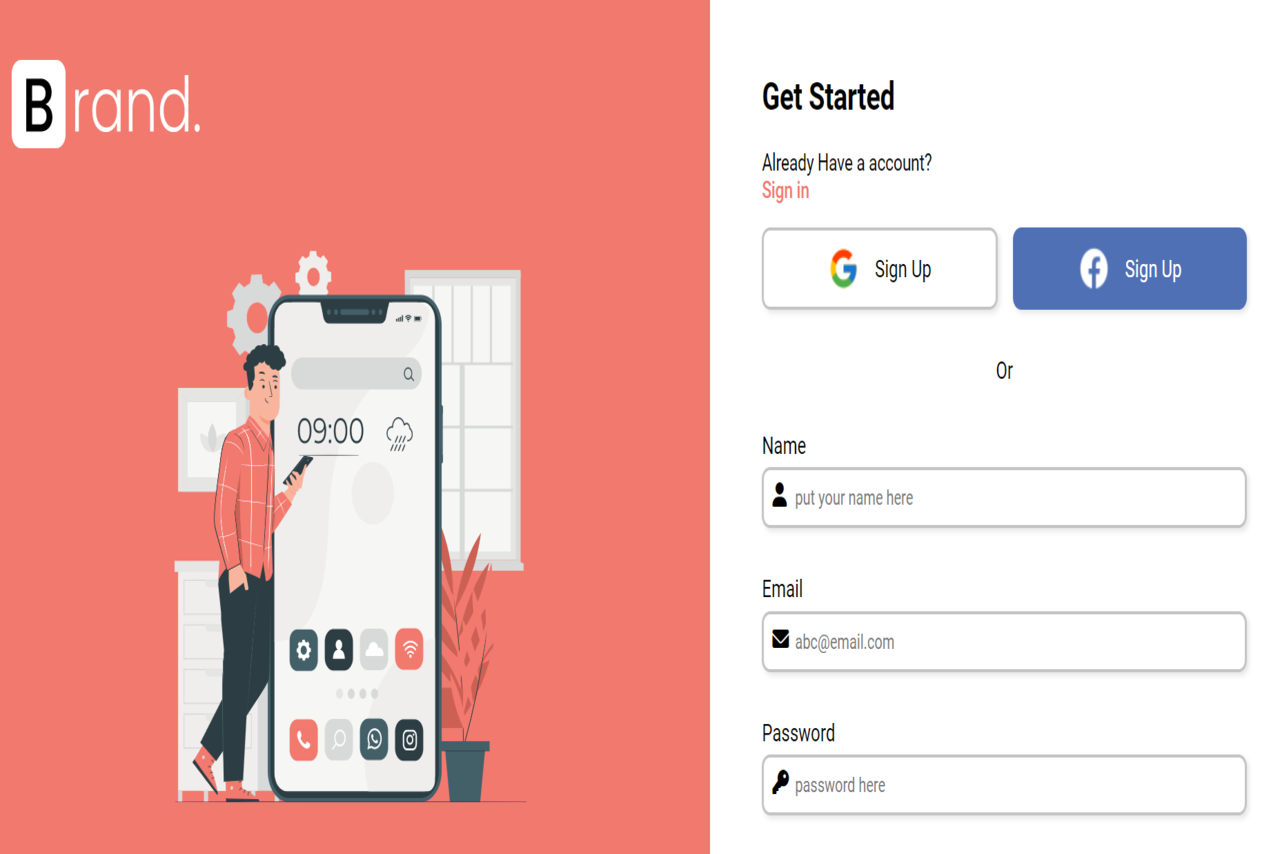 Brand.
09:00
Get Started
Already Have a account?
Sign in
Sign Up
Sign Up
Or
Name
put your name here
Email
abc@email.com
Password
password here